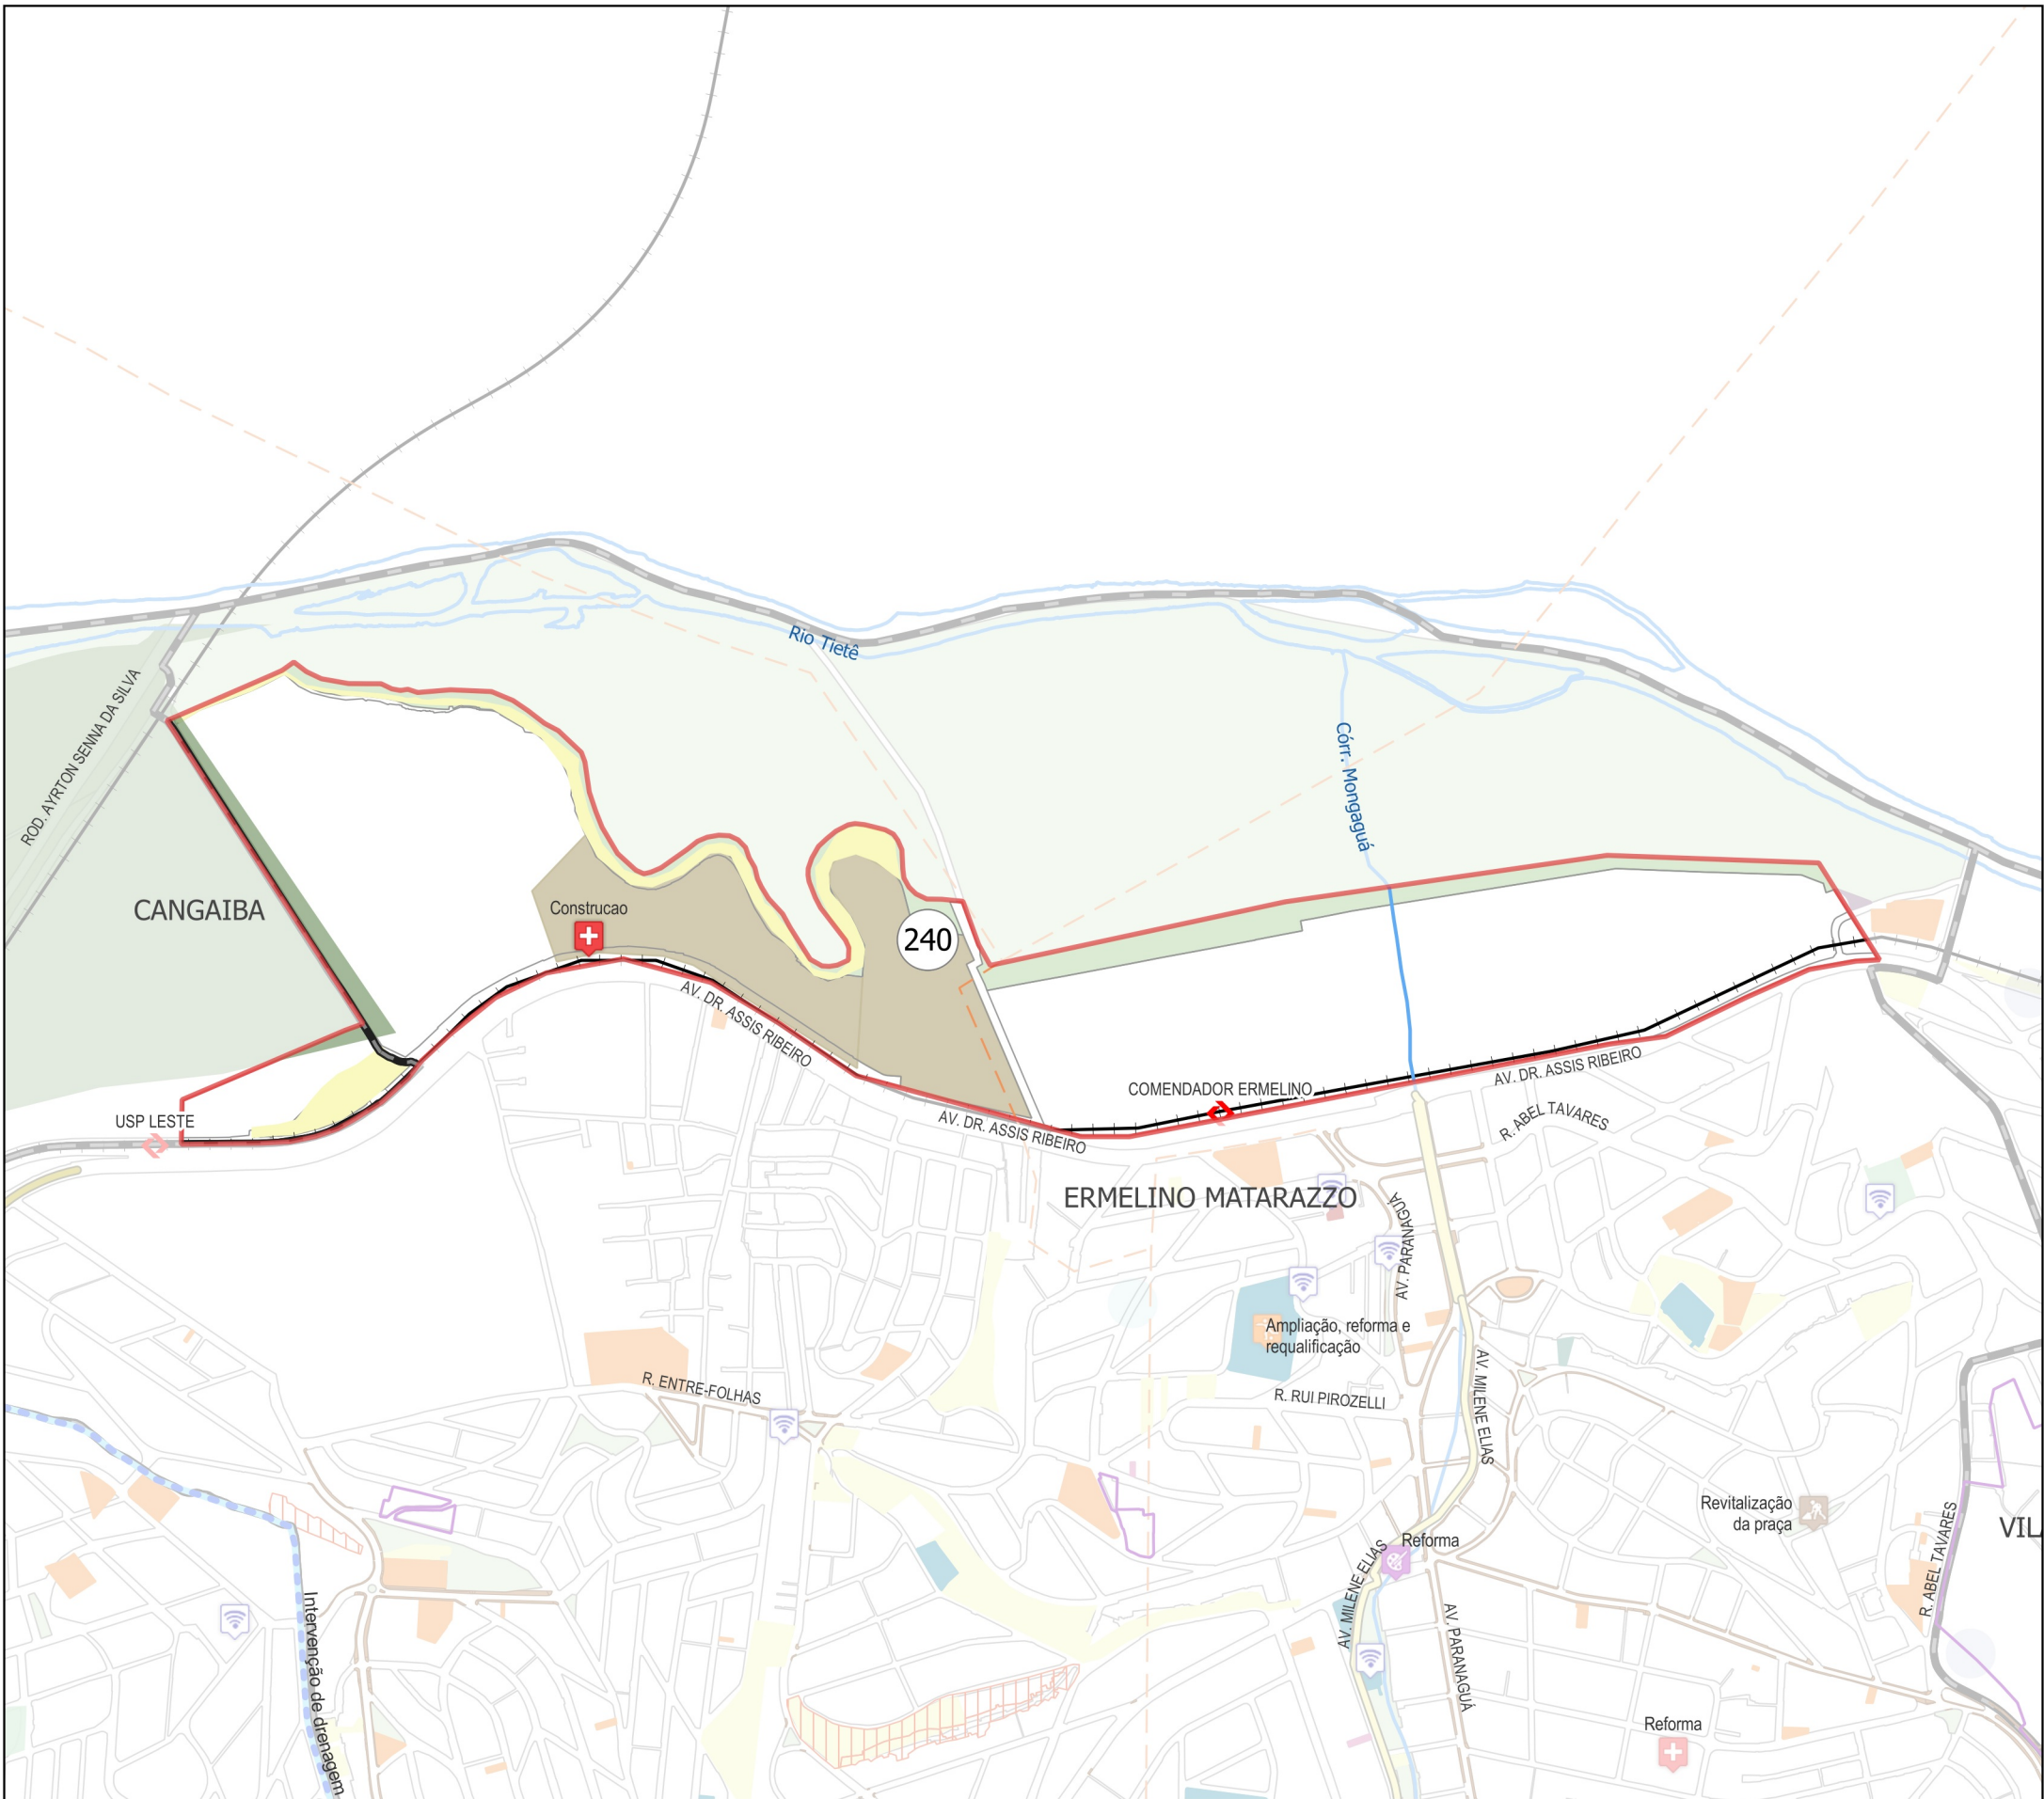 Rio Tietê
ROD. AYRTON SENNA DA SILVA
Córr. Mongaguá
CANGAIBA
Construcao
240
AV. DR. ASSIS RIBEIRO
COMENDADOR ERMELINO
AV. DR. ASSIS RIBEIRO
USP LESTE
AV. DR. ASSIS RIBEIRO
R. ABEL TAVARES
ERMELINO MATARAZZO
AV. PARANAGUÁ
Ampliação, reforma e
requalificação
R. ENTRE-FOLHAS
R. RUI PIROZELLI
AV. MILENE ELIAS
Revitalização
da praça
VILA
Reforma
R. ABEL TAVARES
AV. MILENE ELIAS
Intervenção de drenagem
AV. PARANAGUÁ
Reforma